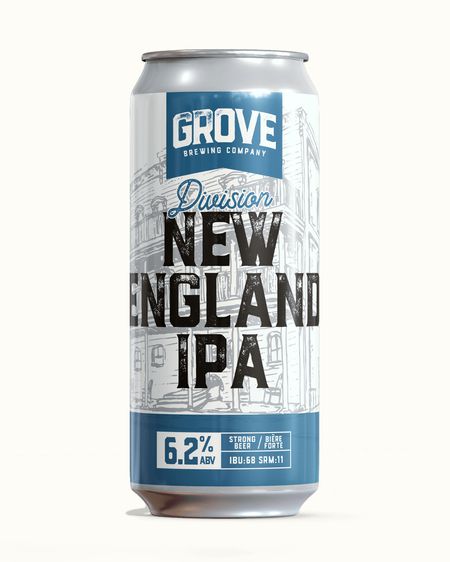 GROVE
BREWING COMPANY
Division
NEW
ENGLAND
IPA
6.2% ABV
STRONG BEER / BIÈRE FORTE
IBU:68 SRM:11